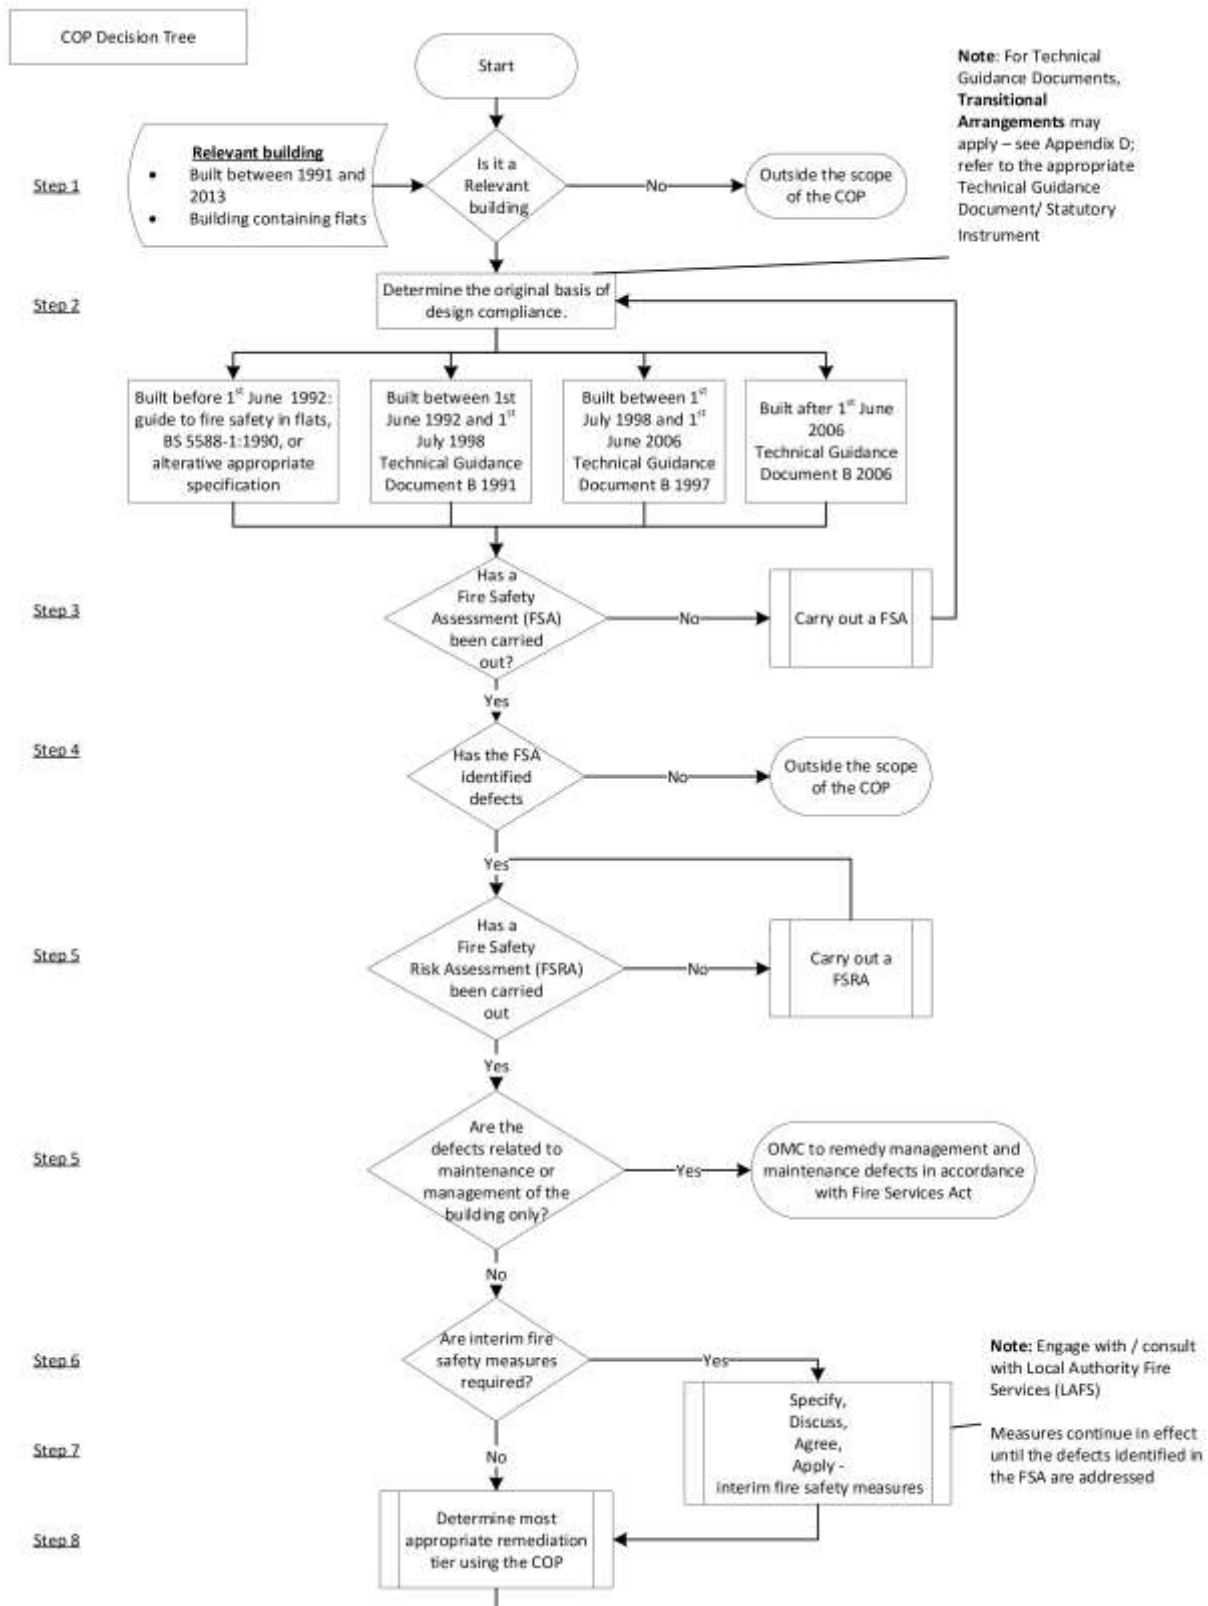 COP Decision Tree
Start
Note: For Technical
Guidance Documents,
Transitional
Arrangements may
apply – see Appendix D;
refer to the appropriate
Technical Guidance
Document/ Statutory
Instrument
Step 1
Relevant building
• Built between 1991 and
2013
• Building containing flats
Is it a
Relevant
building
No
Outside the scope
of the COP
Step 2
Determine the original basis of
design compliance.
Built before 1st June 1992:
guide to fire safety in flats,
BS 5588-1:1990, or
alterative appropriate
specification
Built between 1st
June 1992 and 1st
July 1998
Technical Guidance
Document B 1991
Built between 1st
July 1998 and 1st
June 2006
Technical Guidance
Document B 1997
Built after 1st June
2006
Technical Guidance
Document B 2006
Step 3
Has a
Fire Safety
Assessment (FSA)
been carried
out?
No
Carry out a FSA
Yes
Step 4
Has the FSA
identified
defects
No
Outside the scope
of the COP
Yes
Step 5
Has a
Fire Safety
Risk Assessment (FSRA)
been carried
out
No
Carry out a
FSRA
Yes
Step 5
Are the
defects related to
maintenance or
management of the
building only?
Yes
OMC to remedy management and
maintenance defects in accordance
with Fire Services Act
No
Step 6
Are interim fire
safety measures
required?
Yes
Note: Engage with / consult
with Local Authority Fire
Services (LAFS)
Measures continue in effect
until the defects identified in
the FSA are addressed
Step 7
No
Specify,
Discuss,
Agree,
Apply -
interim fire safety measures
Step 8
Determine most
appropriate remediation
tier using the COP